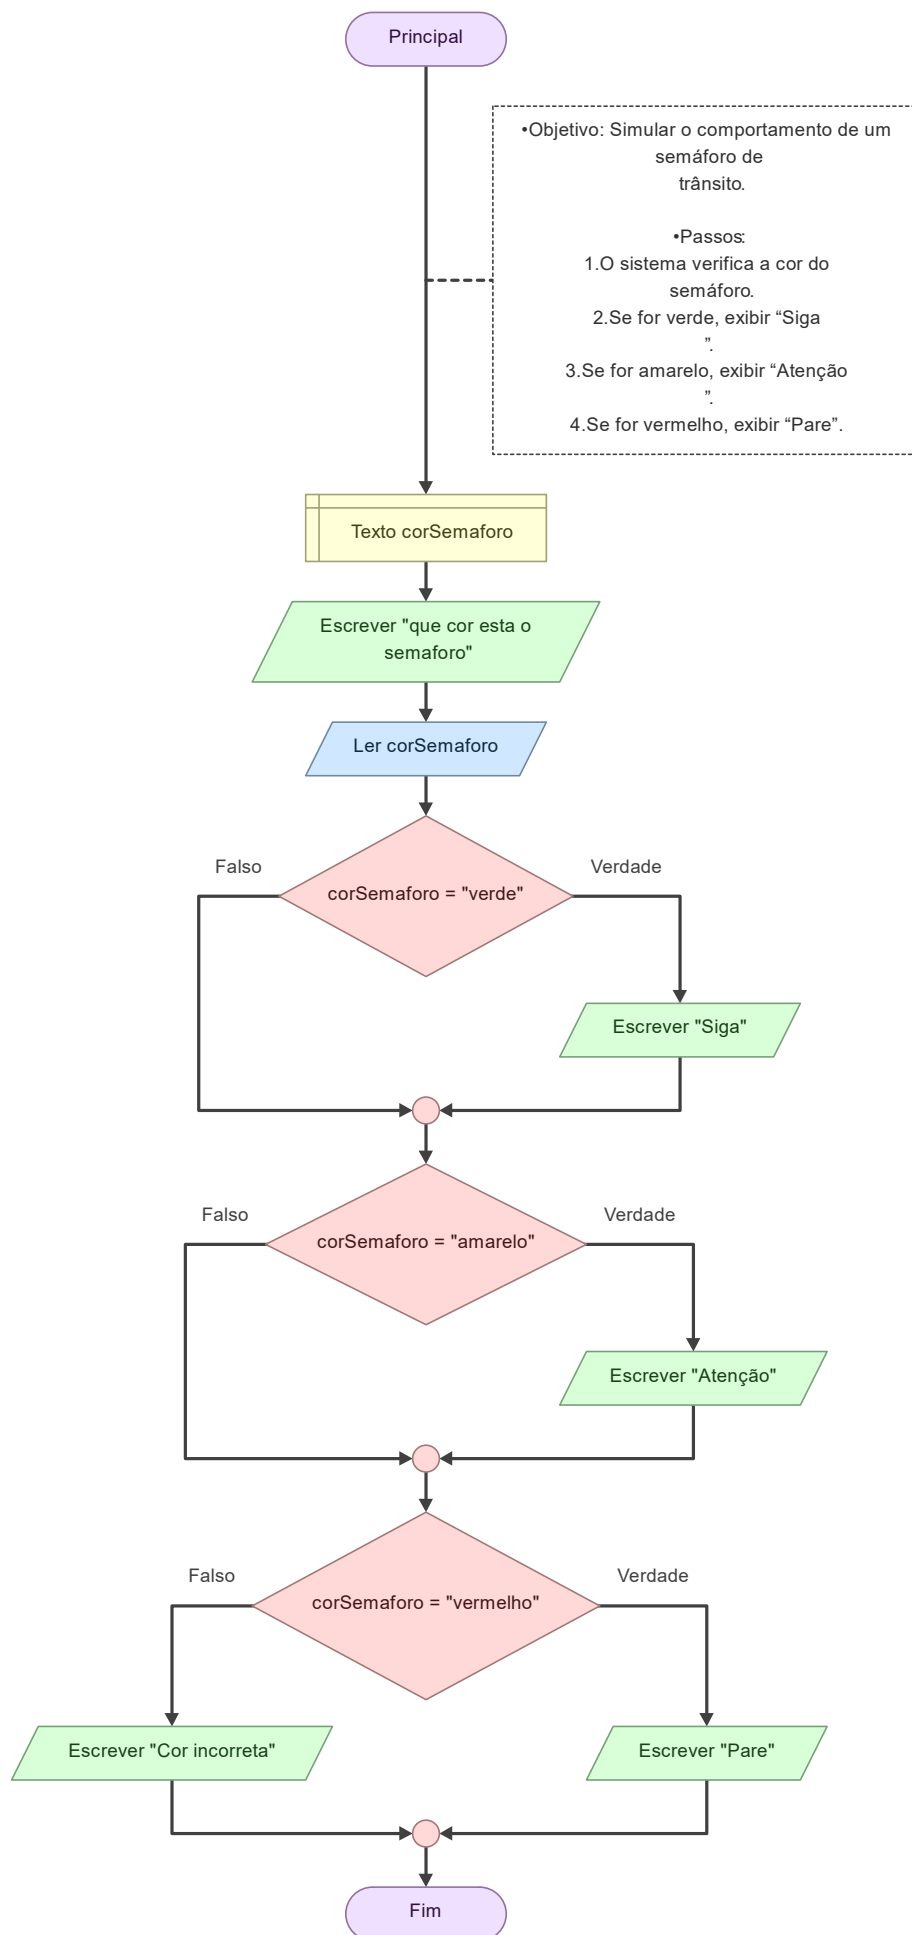 Principal
•Objetivo: Simular o comportamento de um
semáforo de
trânsito.
•Passos:
1.O sistema verifica a cor do
semáforo.
2.Se for verde, exibir “Siga
”.
3.Se for amarelo, exibir “Atenção
”.
4.Se for vermelho, exibir “Pare”.
Texto corSemaforo
Escrever "que cor esta o
semaforo"
Ler corSemaforo
Falso
Verdade
corSemaforo = "verde"
Escrever "Siga"
Falso
Verdade
corSemaforo = "amarelo"
Escrever "Atenção"
Falso
Verdade
corSemaforo = "vermelho"
Escrever "Cor incorreta"
Escrever "Pare"
Fim